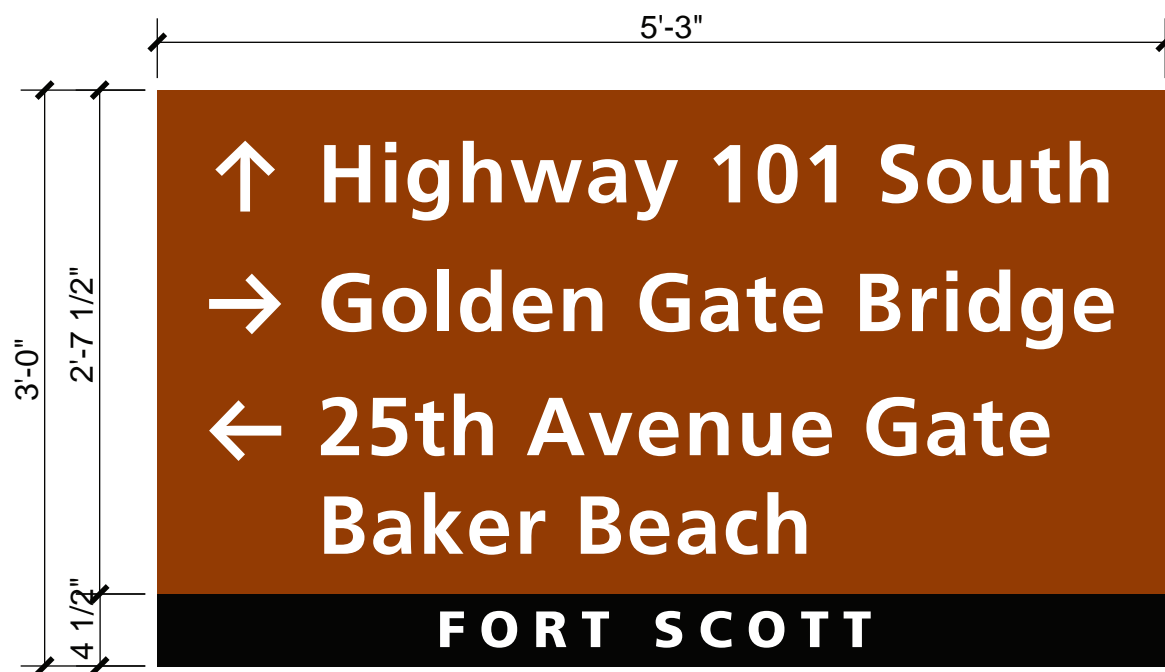 5'-3"
↑ Highway 101 South
→ Golden Gate Bridge
← 25th Avenue Gate
Baker Beach
FORT SCOTT
3'-0"
2'-7 1/2"
4 1/2"